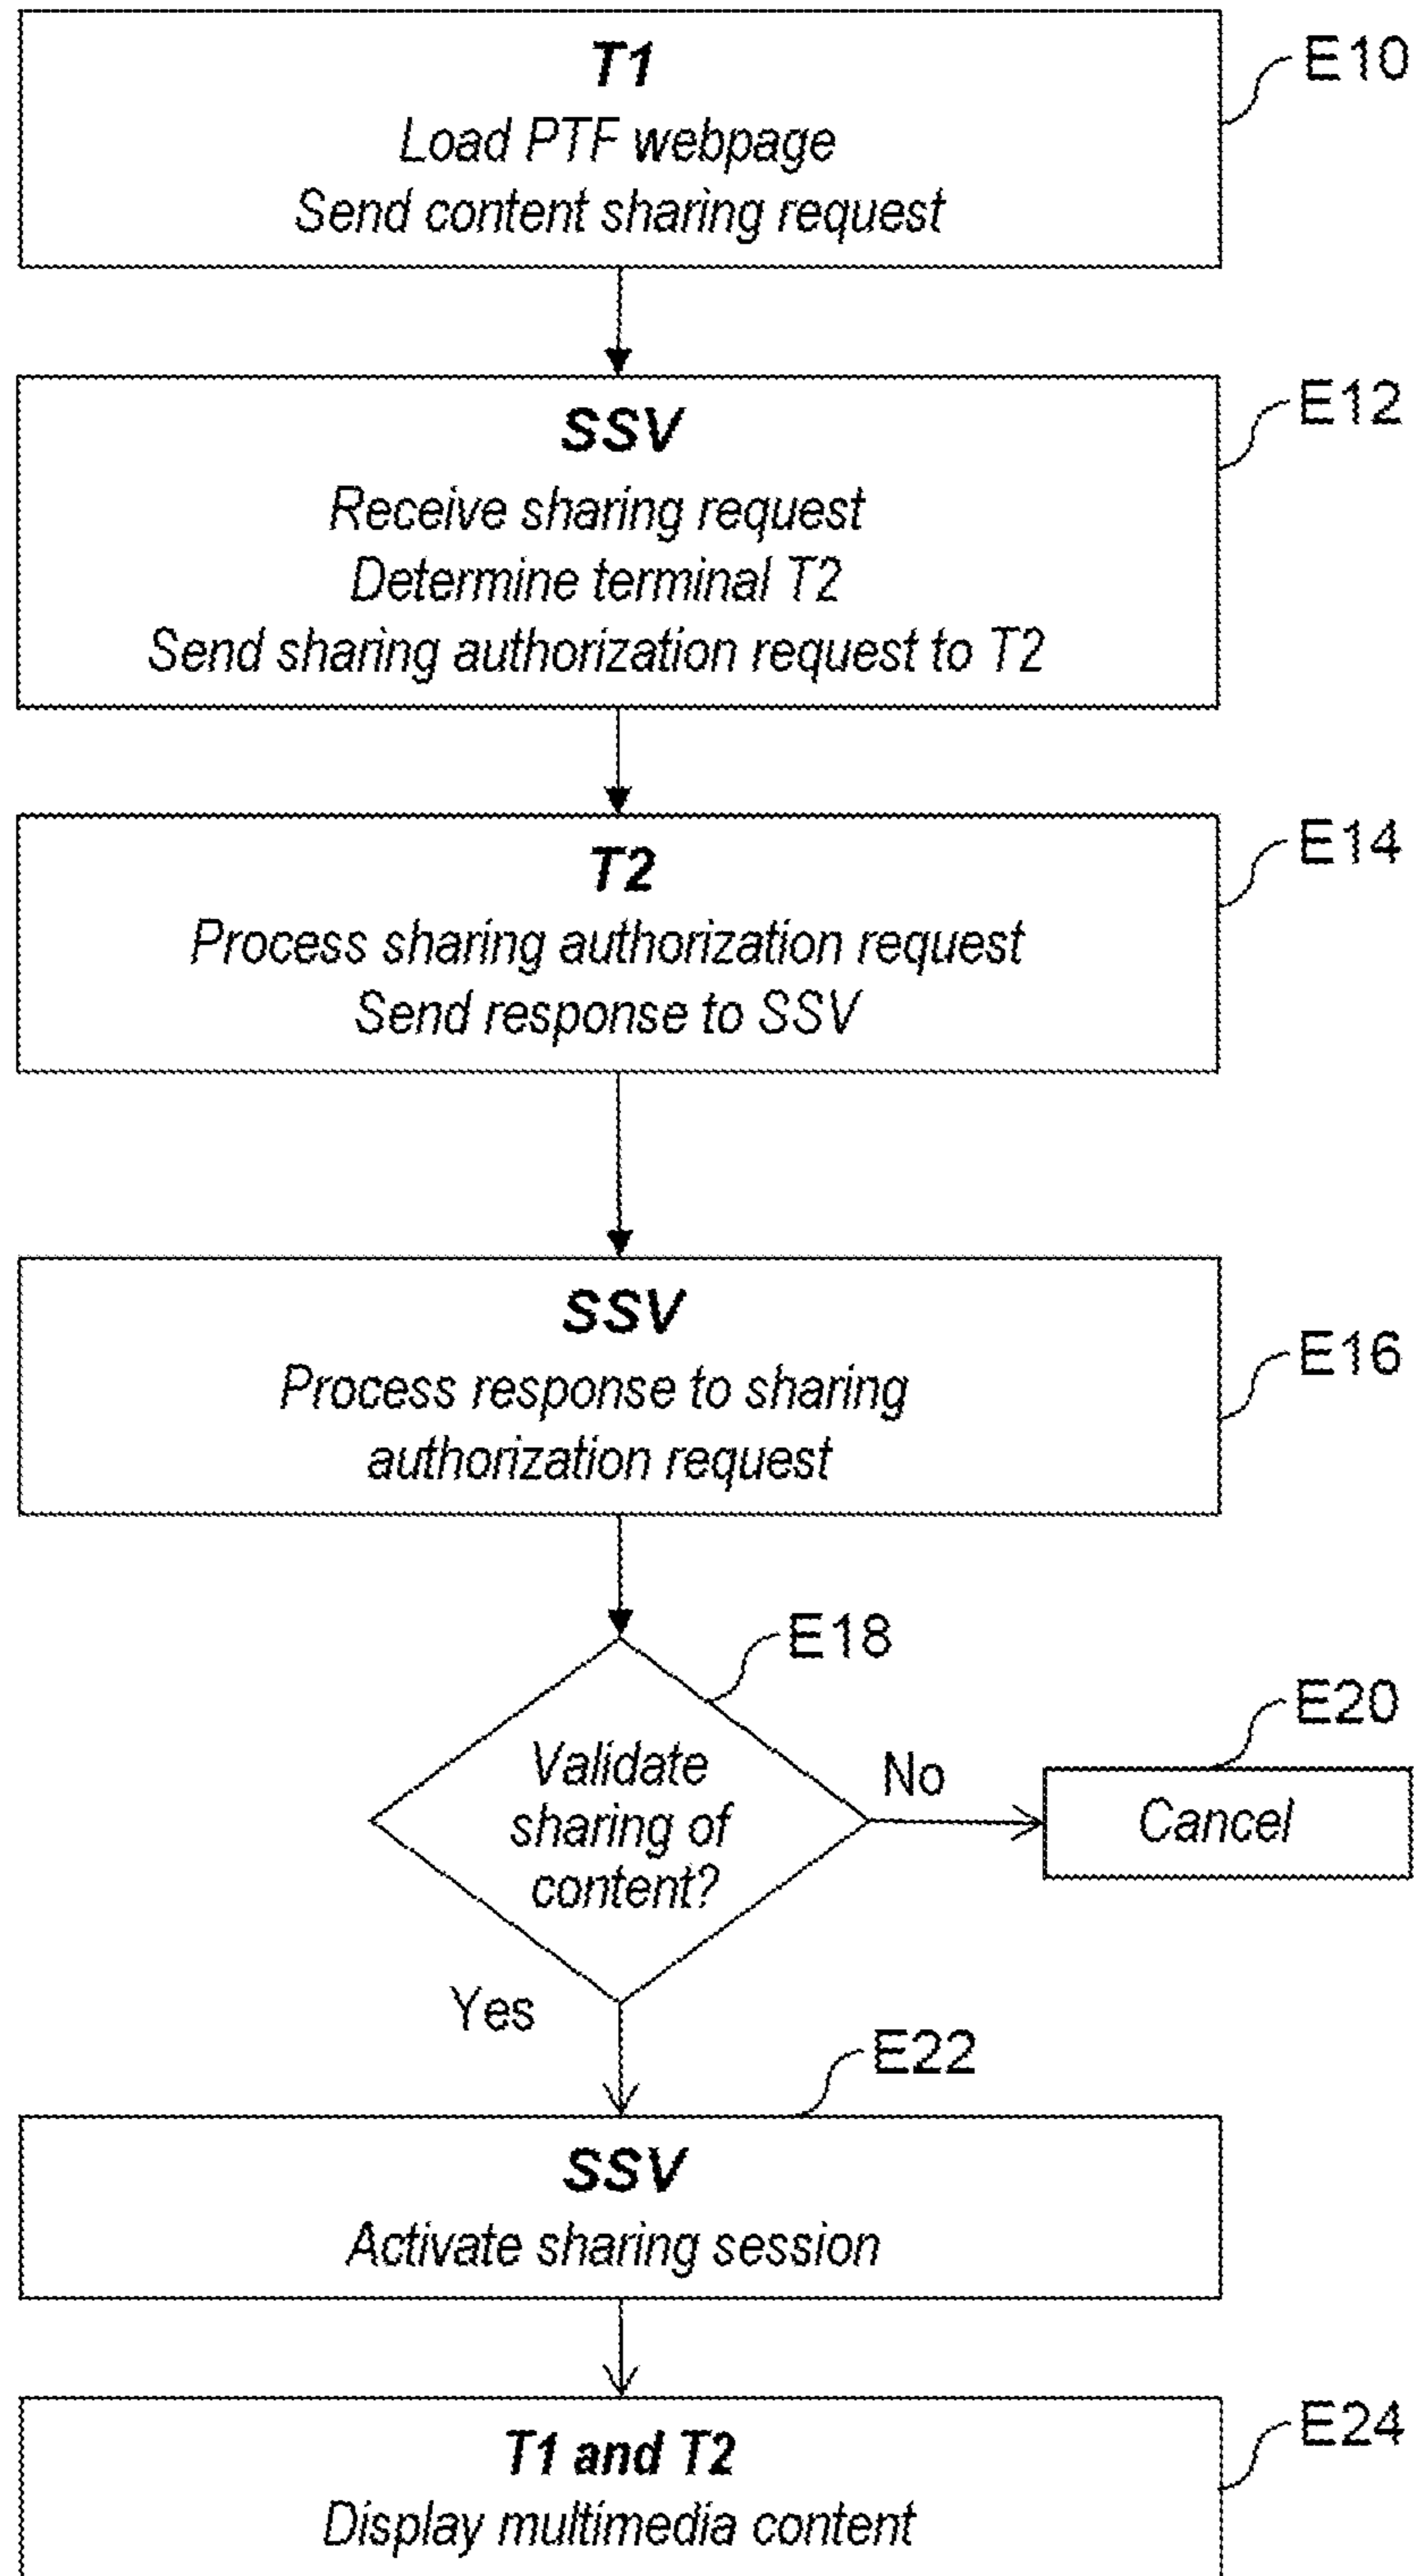 T1
Load PTF webpage
Send content sharing request
E10
SSV
Receive sharing request
Determine terminal T2
Send sharing authorization request to T2
E12
T2
Process sharing authorization request
Send response to SSV
E14
SSV
Process response to sharing
authorization request
E16
E18
Validate
sharing of
content?
No
E20
Cancel
Yes
E22
SSV
Activate sharing session
T1 and T2
Display multimedia content
E24